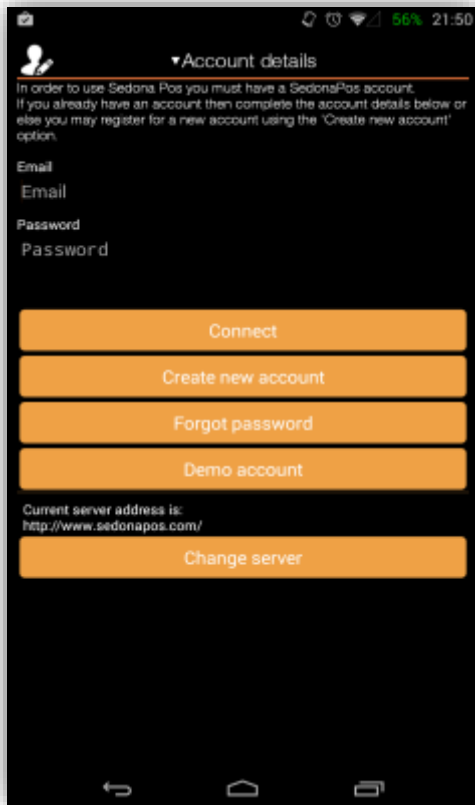 56% 21:50
▾Account details
In order to use Sedona Pos you must have a SedonaPos account.
If you already have an account then complete the account details below or
else you may register for a new account using the 'Create new account'
option.
Email
Email
Password
Password
Connect
Create new account
Forgot password
Demo account
Current server address is:
http://www.sedonapos.com/
Change server